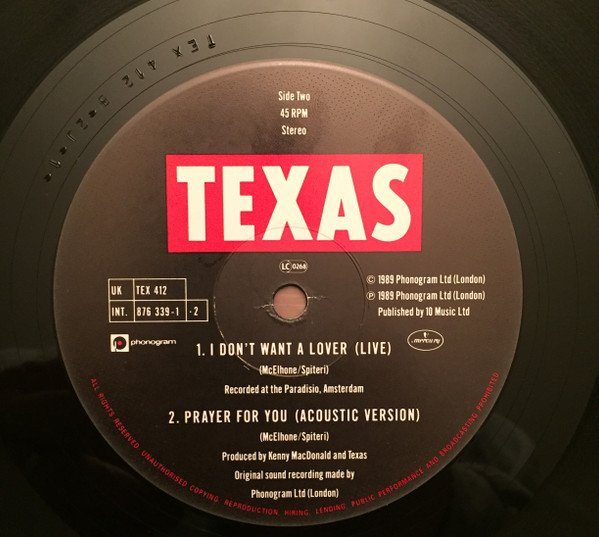 TEX 412 B-2U-1-
Side Two
45 RPM
Stereo
TEXAS
LC 0268
UK TEX 412
INT. 876 339-1 - 2
© 1989 Phonogram Ltd (London)
℗ 1989 Phonogram Ltd (London)
Published by 10 Music Ltd
phonogram
mercury
1. I DON'T WANT A LOVER (LIVE)
(McElhone/Spiteri)
Recorded at the Paradisio, Amsterdam
2. PRAYER FOR YOU (ACOUSTIC VERSION)
(McElhone/Spiteri)
Produced by Kenny MacDonald and Texas
Original sound recording made by
Phonogram Ltd (London)
ALL RIGHTS RESERVED. UNAUTHORISED COPYING, REPRODUCTION, HIRING, LENDING, PUBLIC PERFORMANCE AND BROADCASTING PROHIBITED